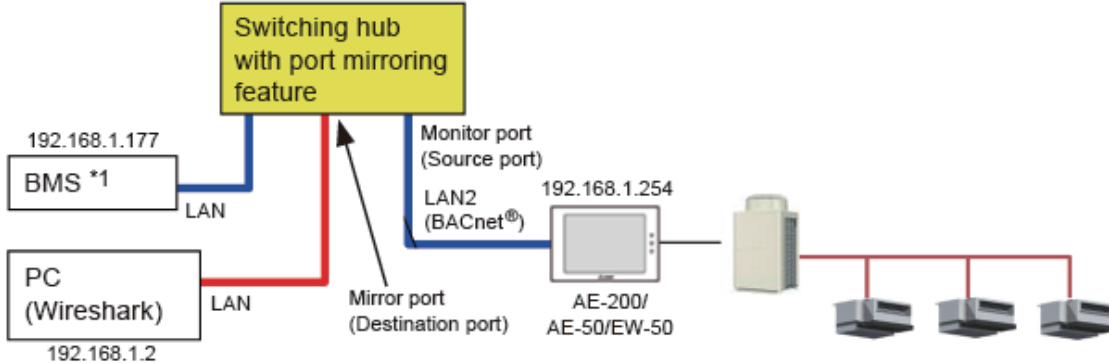 Switching hub
with port mirroring
feature
192.168.1.177
BMS *1
LAN
Monitor port
(Source port)
LAN2
(BACnet®)
192.168.1.254
PC
(Wireshark)
LAN
192.168.1.2
Mirror port
(Destination port)
AE-200/
AE-50/EW-50